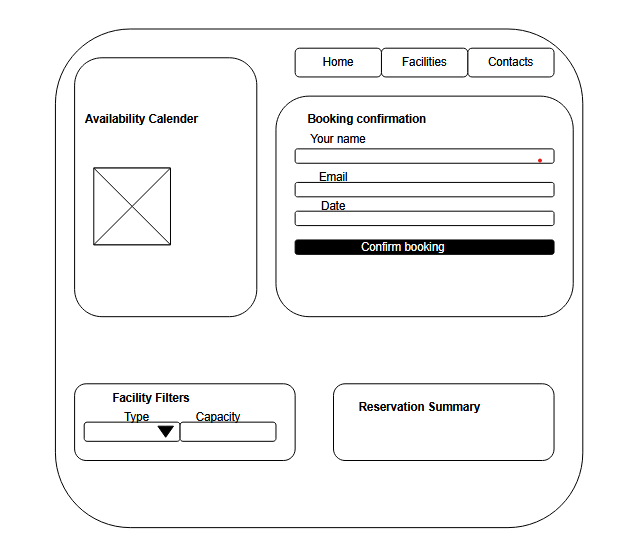 Home
Facilities
Contacts
Availability Calender
Booking confirmation
Your name
Email
Date
Confirm booking
Facility Filters
Type
Capacity
Reservation Summary